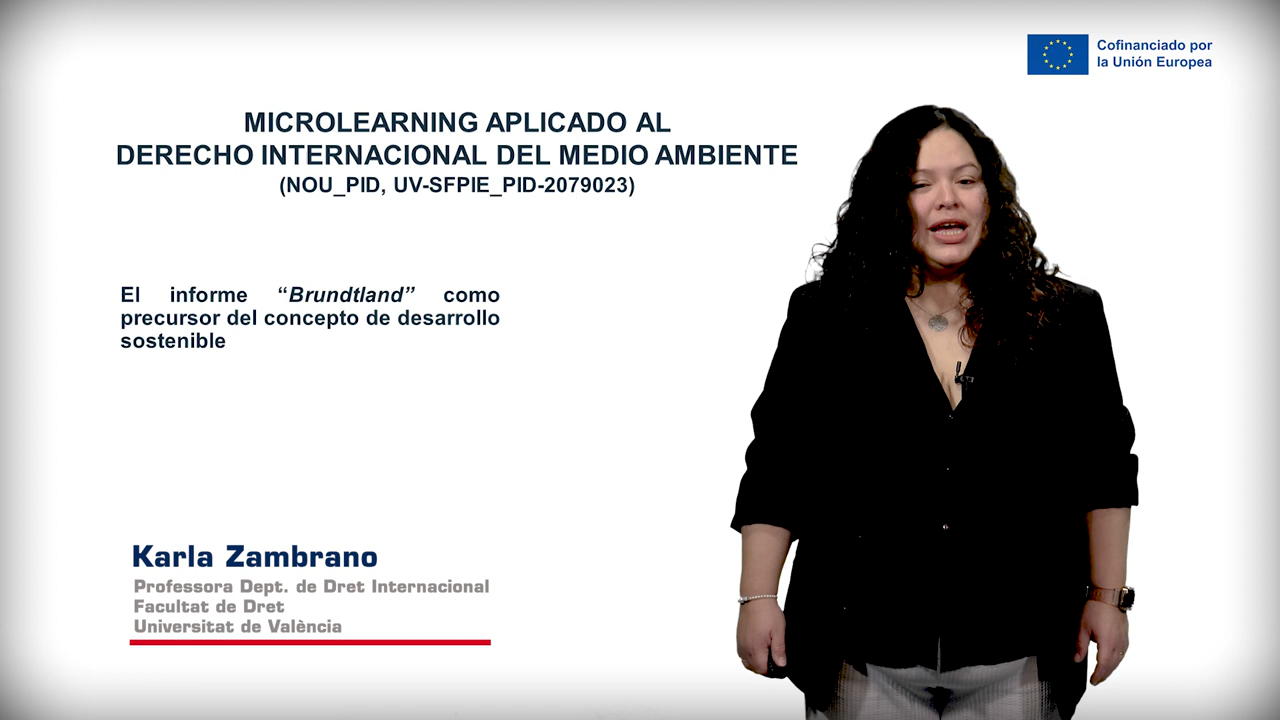 Cofinanciado por
la Unión Europea
MICROLEARNING APLICADO AL
DERECHO INTERNACIONAL DEL MEDIO AMBIENTE
(NOU_PID, UV-SFPIE_PID-2079023)
El informe “Brundtland” como
precursor del concepto de desarrollo
sostenible
Karla Zambrano
Professora Dept. de Dret Internacional
Facultat de Dret
Universitat de València